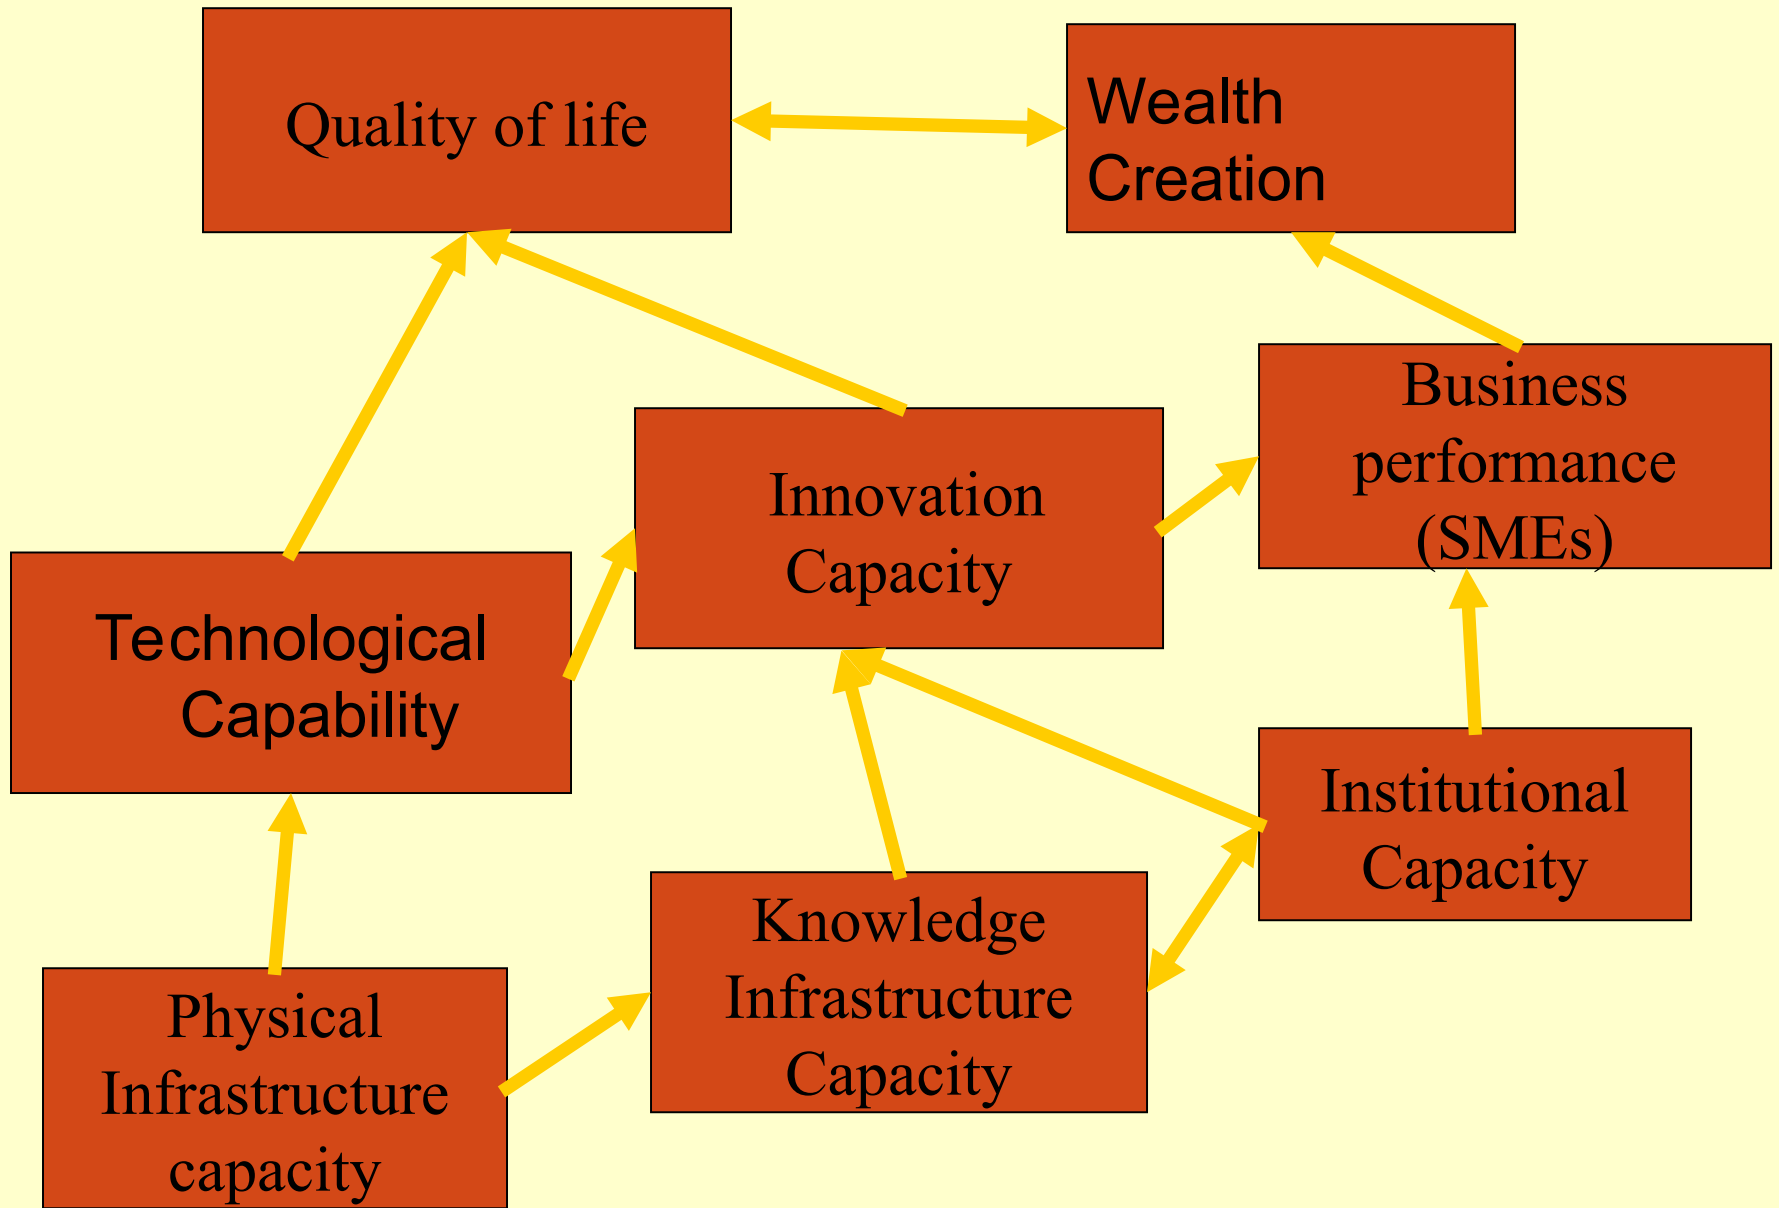 Quality of life
Wealth
Creation
Business
performance
(SMEs)
Innovation
Capacity
Technological
Capability
Institutional
Capacity
Knowledge
Infrastructure
Capacity
Physical
Infrastructure
capacity